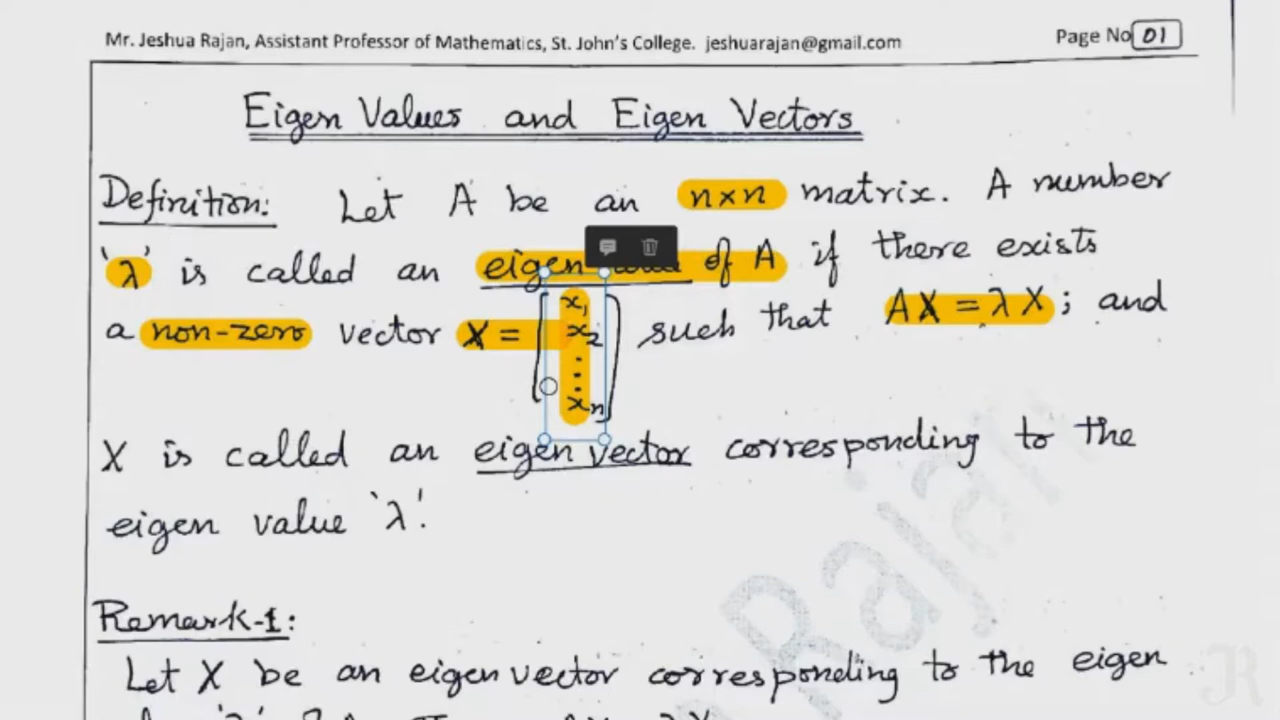 Mr. Jeshua Rajan, Assistant Professor of Mathematics, St. John's College. jeshuarajan@gmail.com Page No 01
Eigen Values and Eigen Vectors
Definition: Let A be an n×n matrix. A number
'λ' is called an eigen of A if there exists
a non-zero vector X = [x₁ x₂ ⋮ xₙ] such that AX = λX; and
X is called an eigen vector corresponding to the
eigen value 'λ'.
Remark-1:
Let X be an eigen vector corresponding to the eigen
Rajan
JR